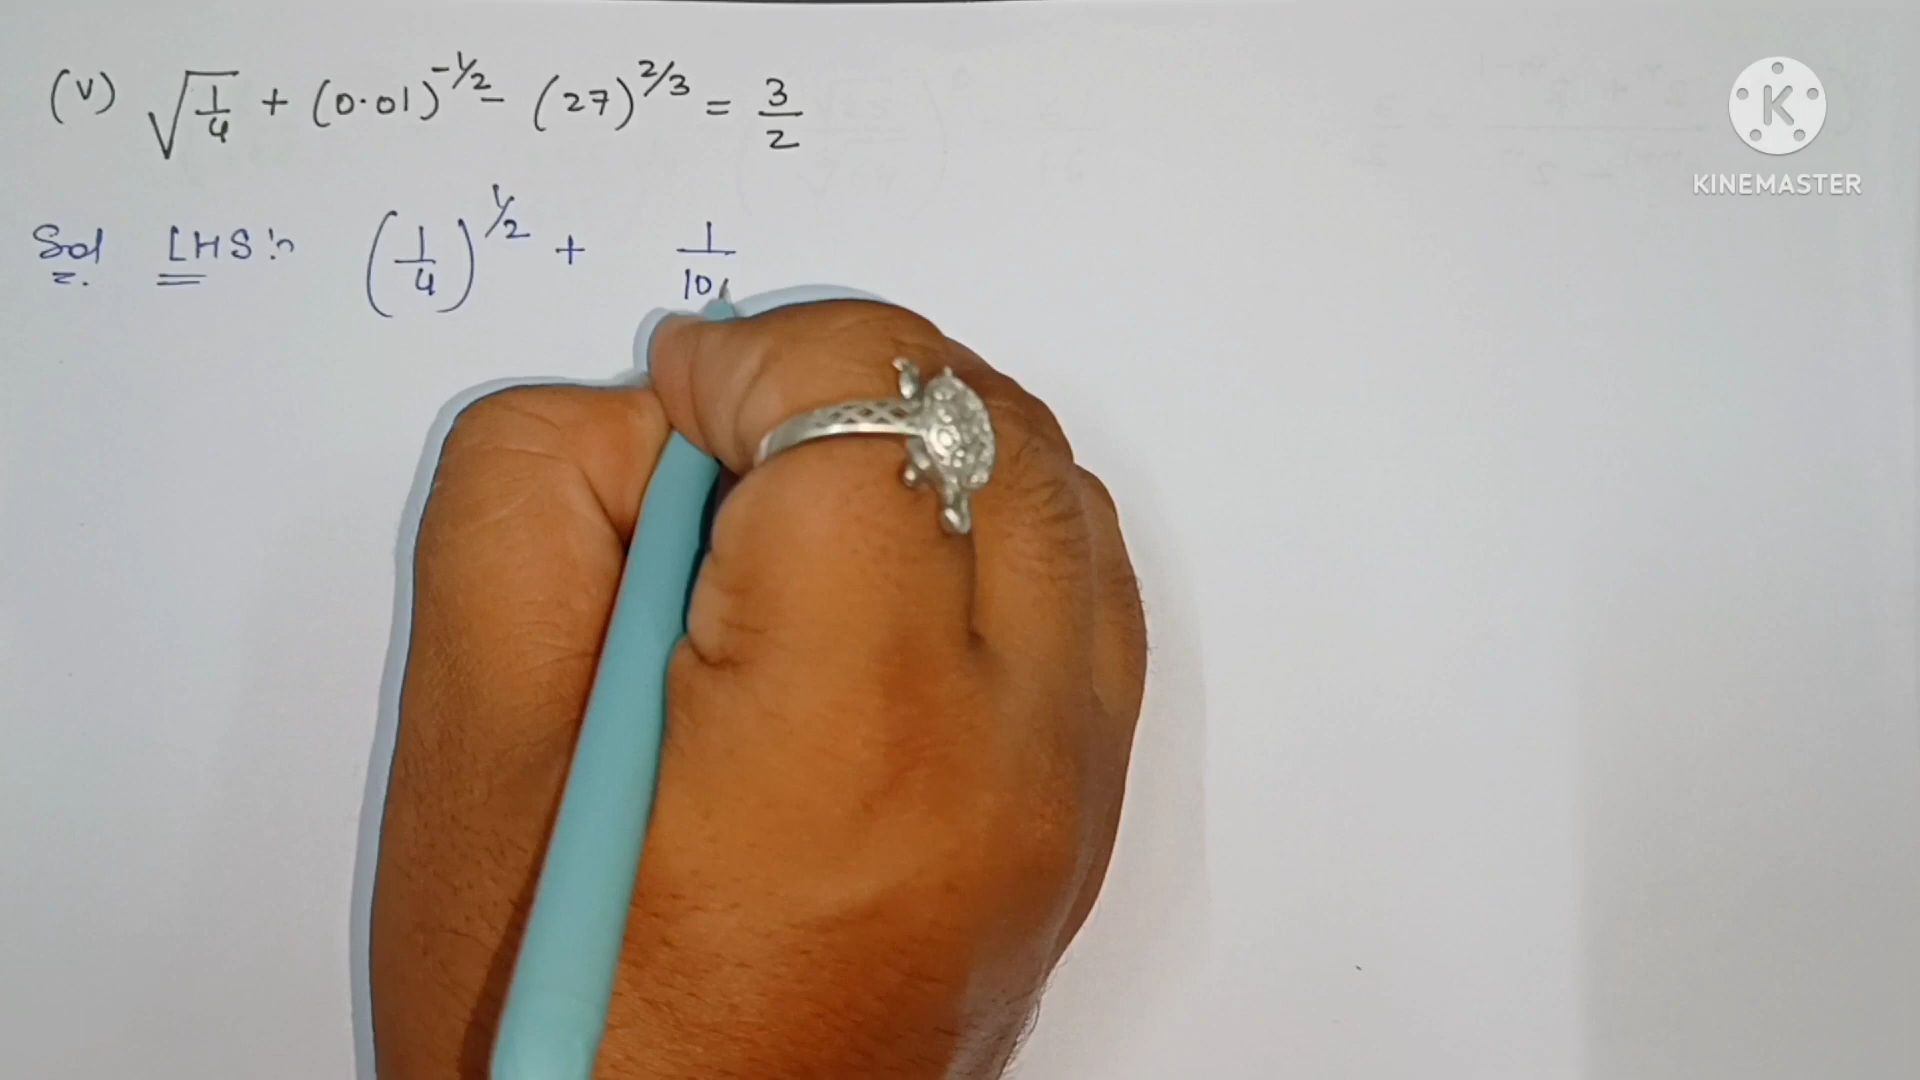 (v) √1/4 + (0.01)^-1/2 - (27)^2/3 = 3/2
Sol LHS:- (1/4)^1/2 + 1/100
K
KINEMASTER